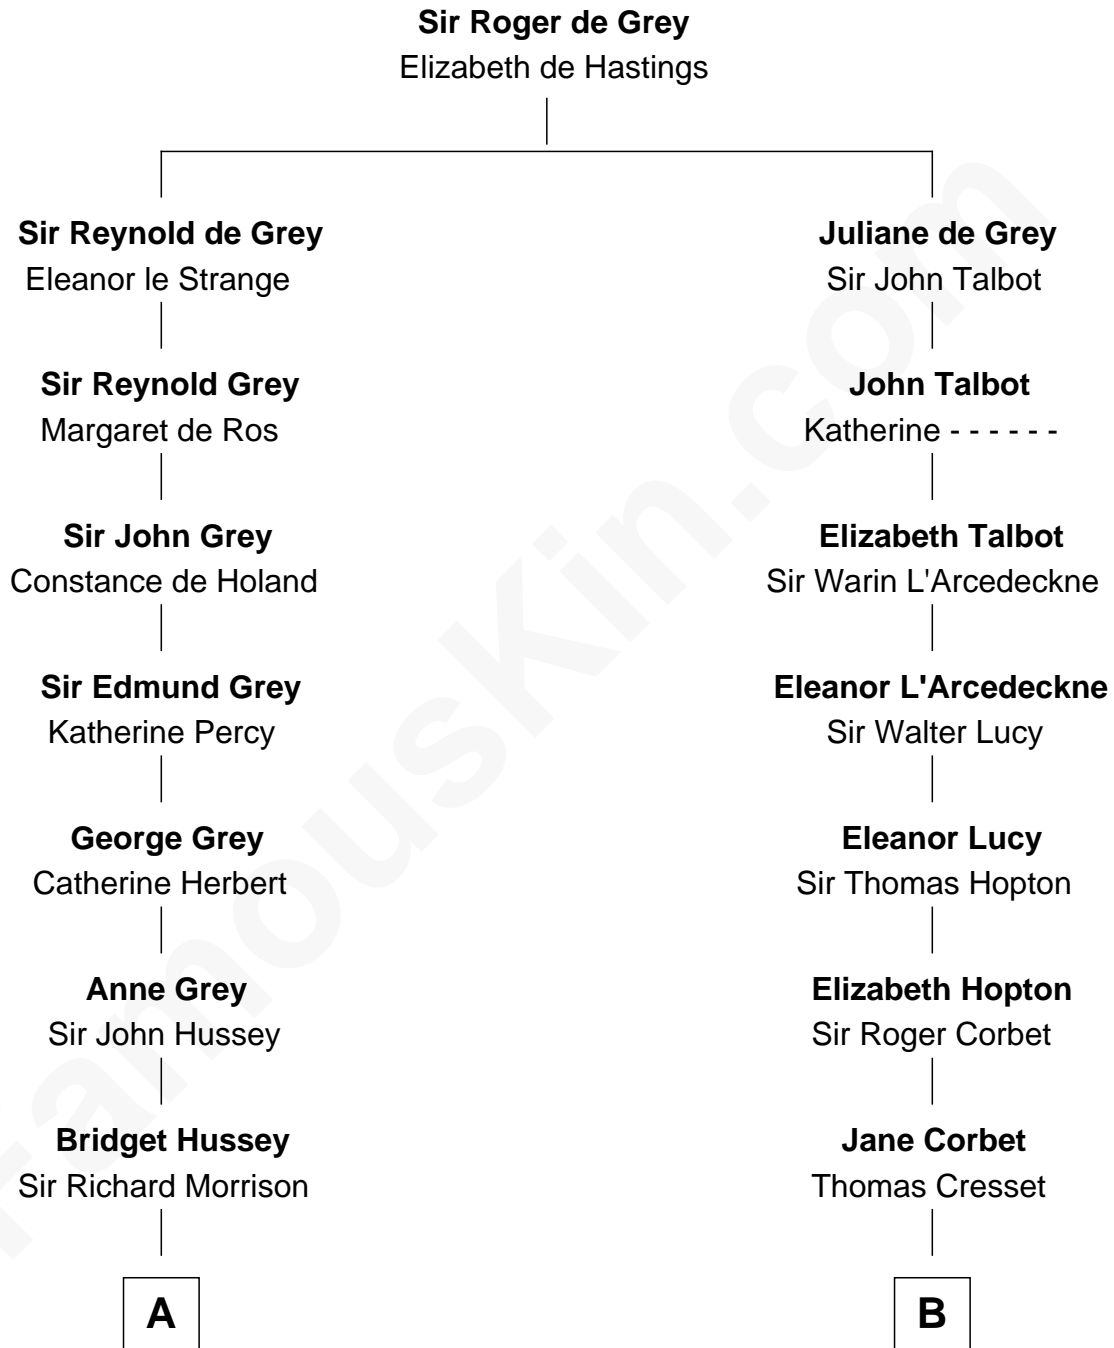 Sir Roger de Grey
Elizabeth de Hastings
Sir Reynold de Grey
Eleanor le Strange
Juliane de Grey
Sir John Talbot
Sir Reynold Grey
Margaret de Ros
John Talbot
Katherine - - - - - -
Sir John Grey
Constance de Holand
Elizabeth Talbot
Sir Warin L'Arcedeckne
Sir Edmund Grey
Katherine Percy
Eleanor L'Arcedeckne
Sir Walter Lucy
George Grey
Catherine Herbert
Eleanor Lucy
Sir Thomas Hopton
Anne Grey
Sir John Hussey
Elizabeth Hopton
Sir Roger Corbet
Bridget Hussey
Sir Richard Morrison
Jane Corbet
Thomas Cresset
A
B
FamousKin.com